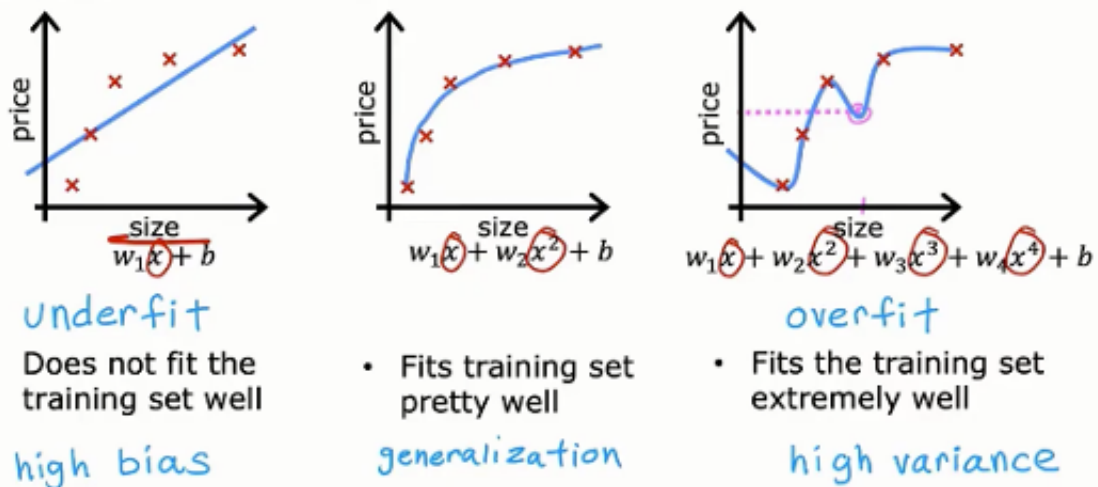 price
size
w₁x + b
underfit
Does not fit the
training set well
high bias
price
size
w₁x + w₂x² + b
• Fits training set
pretty well
generalization
price
size
w₁x + w₂x² + w₃x³ + w₄x⁴ + b
overfit
• Fits the training set
extremely well
high variance